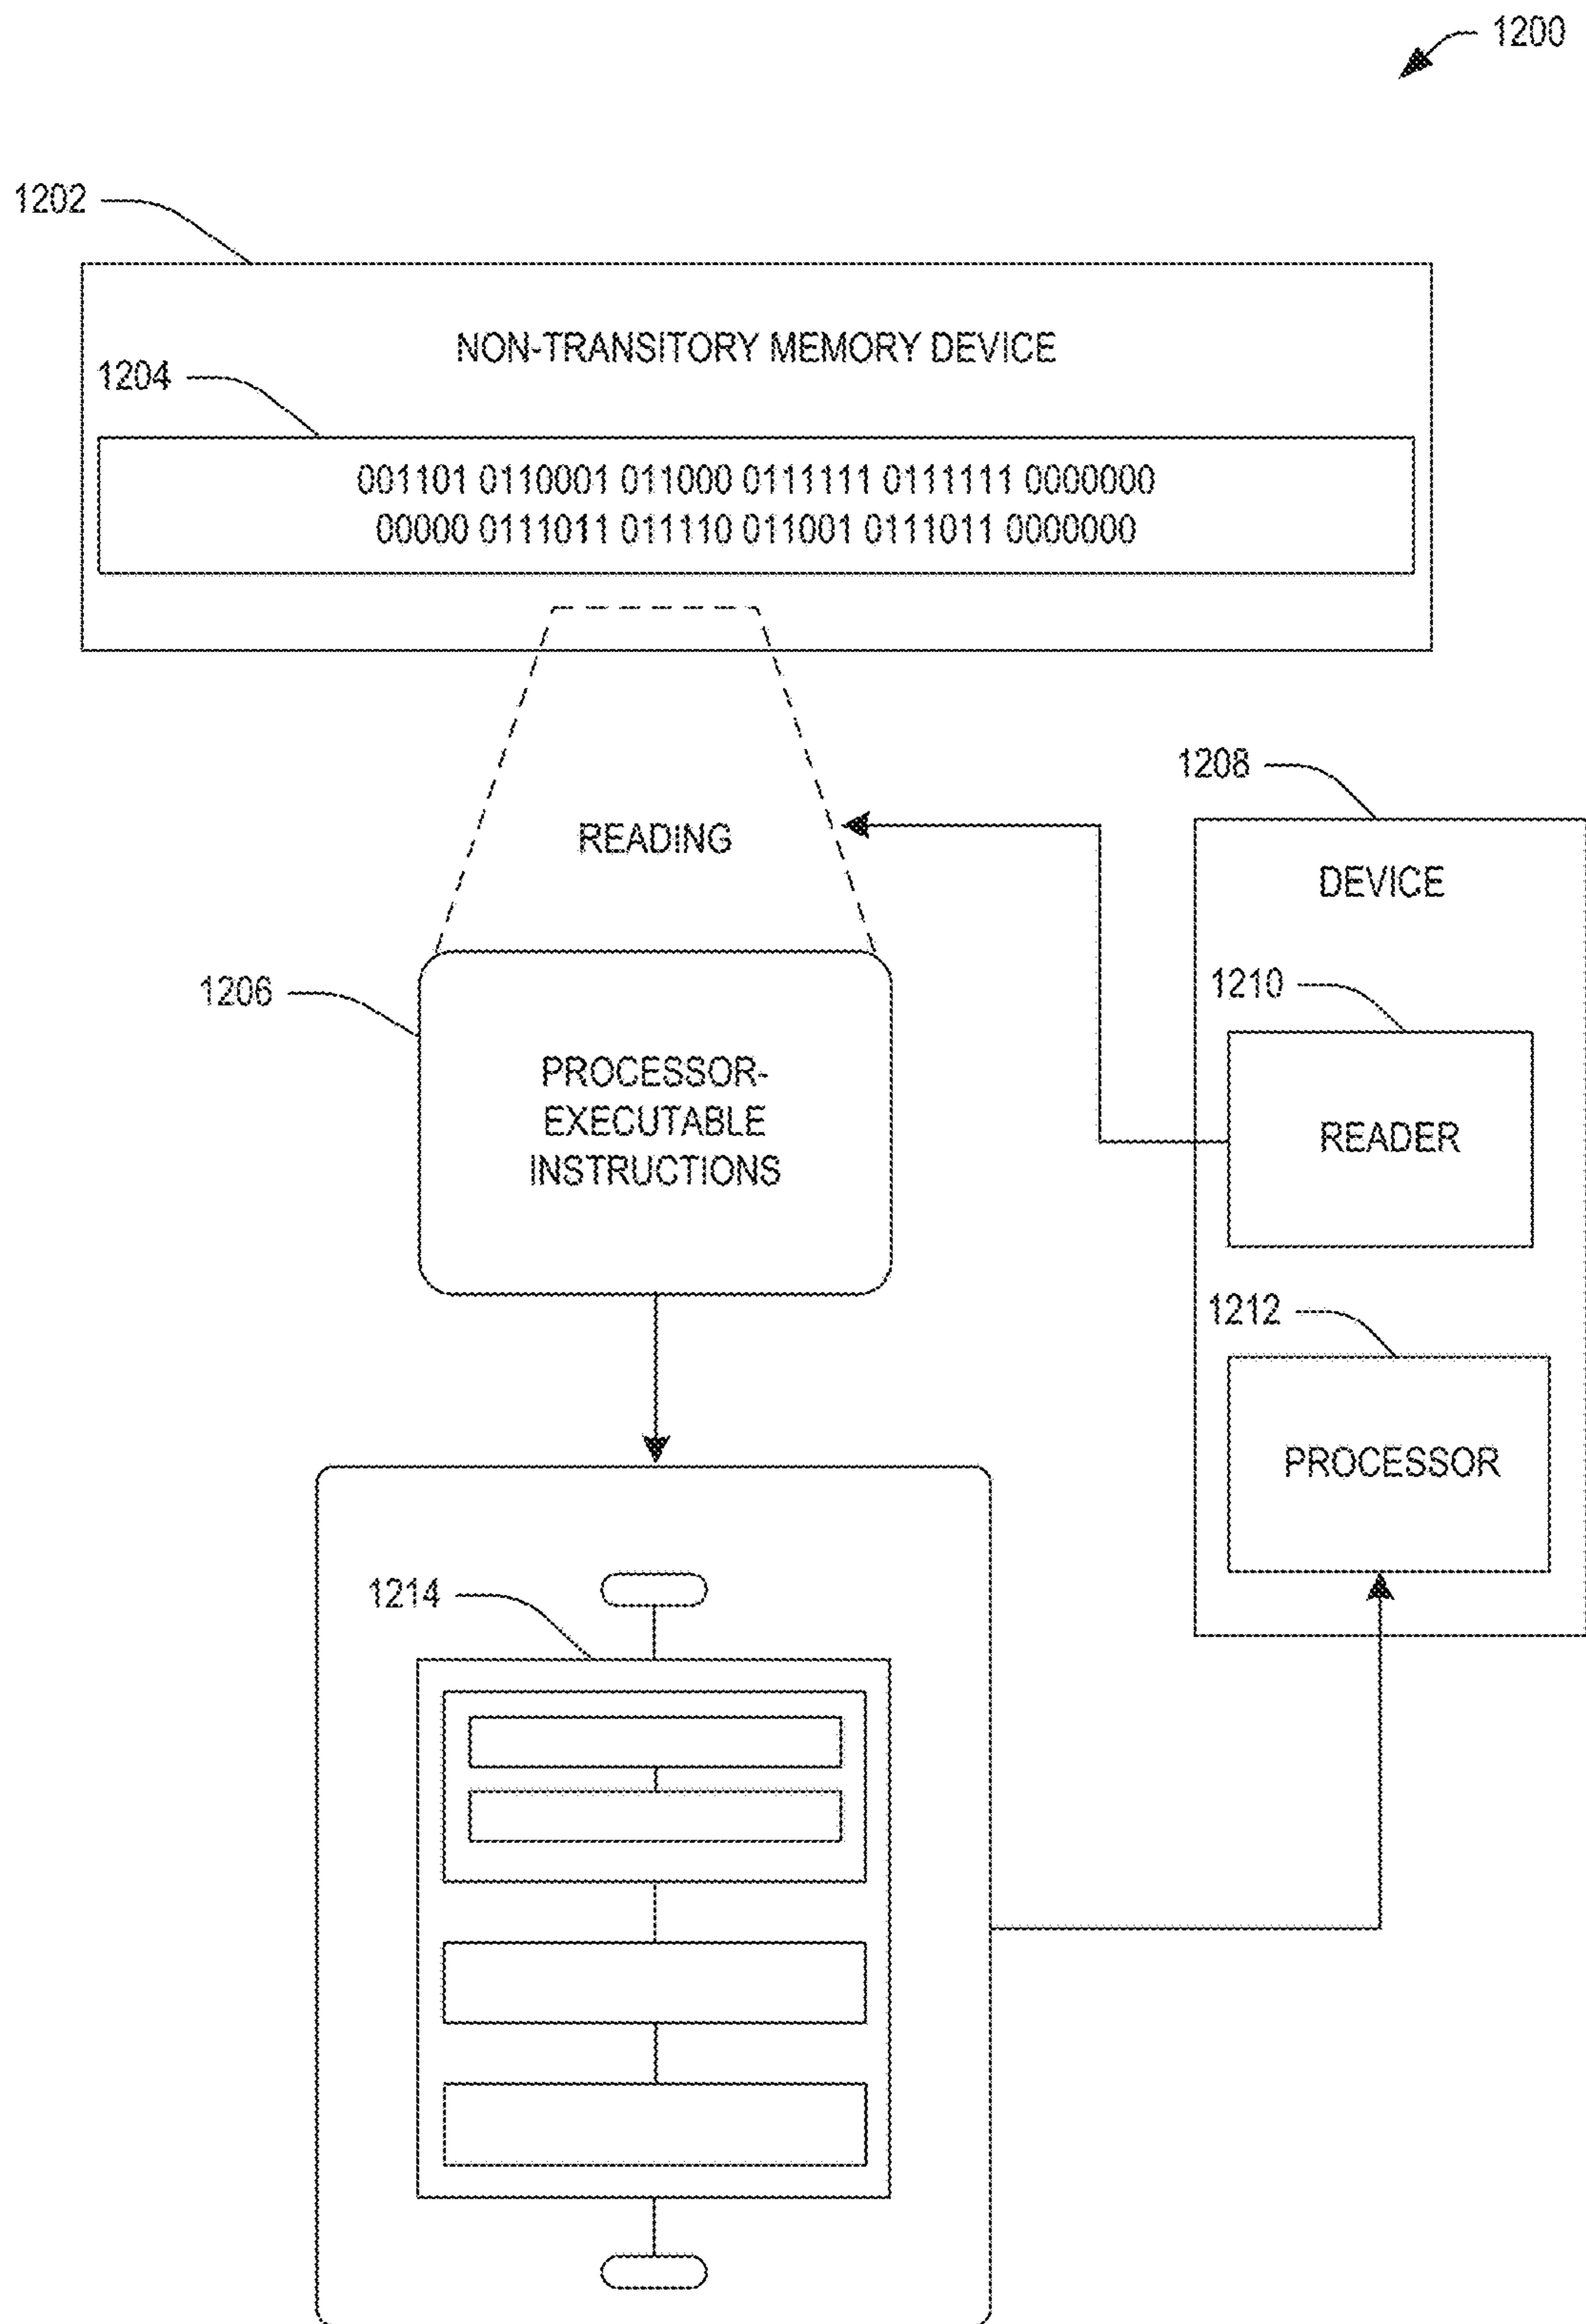 1200
1202
NON-TRANSITORY MEMORY DEVICE
1204
001101 0110001 011000 0111111 0111111 0000000
00000 0111011 011110 011001 0111011 0000000
1208
READING
DEVICE
1206
1210
PROCESSOR-
EXECUTABLE
INSTRUCTIONS
READER
1212
PROCESSOR
1214